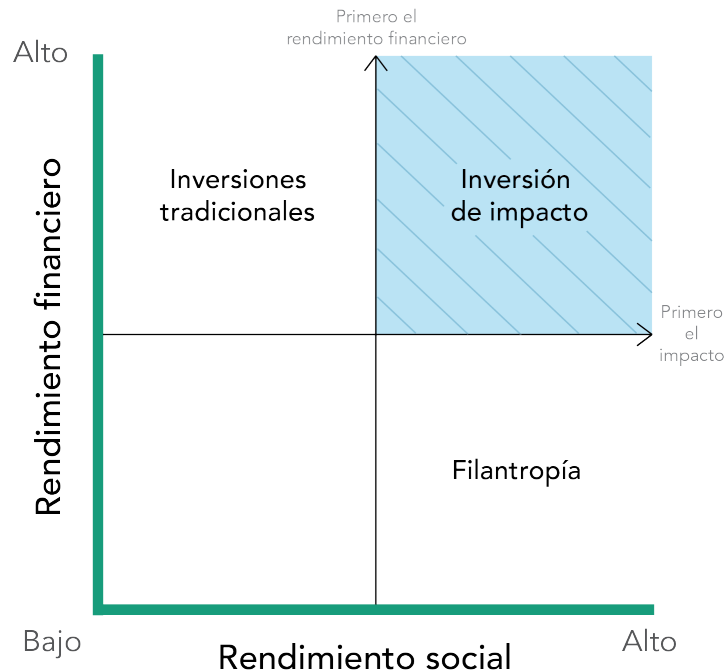 Primero el
rendimiento financiero
Alto
Rendimiento financiero
Inversiones
tradicionales
Inversión
de impacto
Primero
el
impacto
Filantropía
Bajo
Rendimiento social
Alto